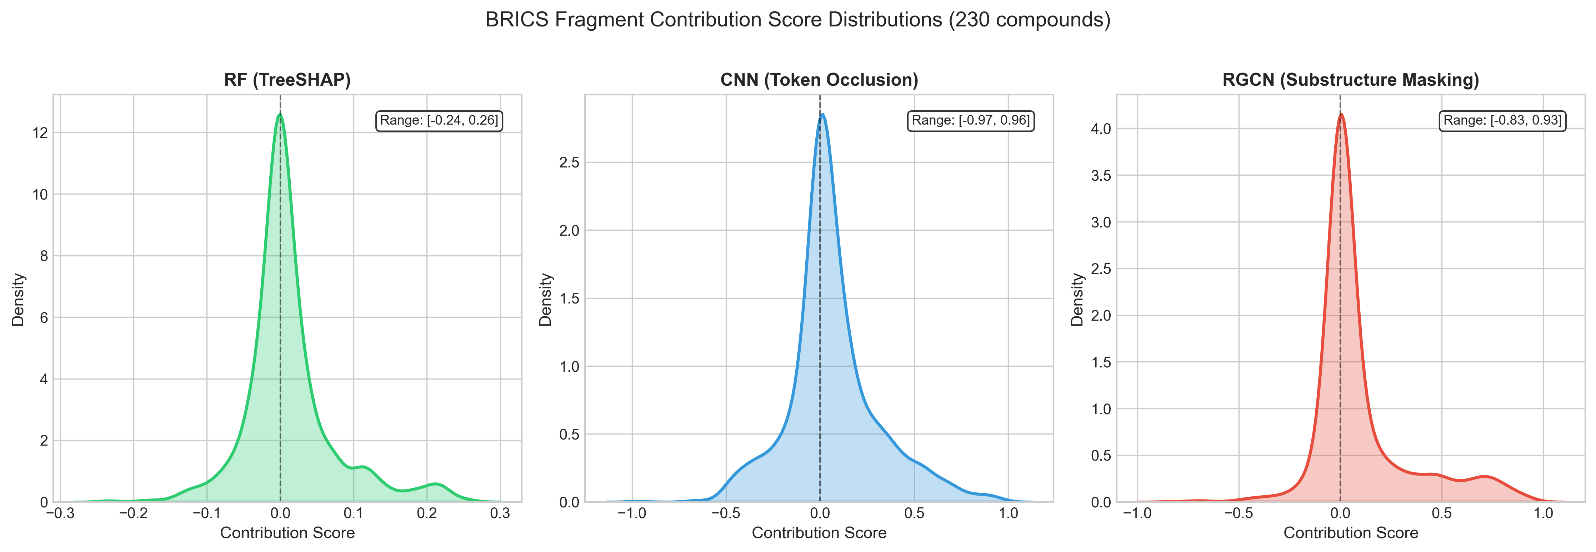 BRICS Fragment Contribution Score Distributions (230 compounds)
RF (TreeSHAP)
Range: [-0.24, 0.26]
Density
12
10
8
6
4
2
0
−0.3 −0.2 −0.1 0.0 0.1 0.2 0.3
Contribution Score
CNN (Token Occlusion)
Range: [-0.97, 0.96]
Density
2.5
2.0
1.5
1.0
0.5
0.0
−1.0 −0.5 0.0 0.5 1.0
Contribution Score
RGCN (Substructure Masking)
Range: [-0.83, 0.93]
Density
4.0
3.5
3.0
2.5
2.0
1.5
1.0
0.5
0.0
−1.0 −0.5 0.0 0.5 1.0
Contribution Score